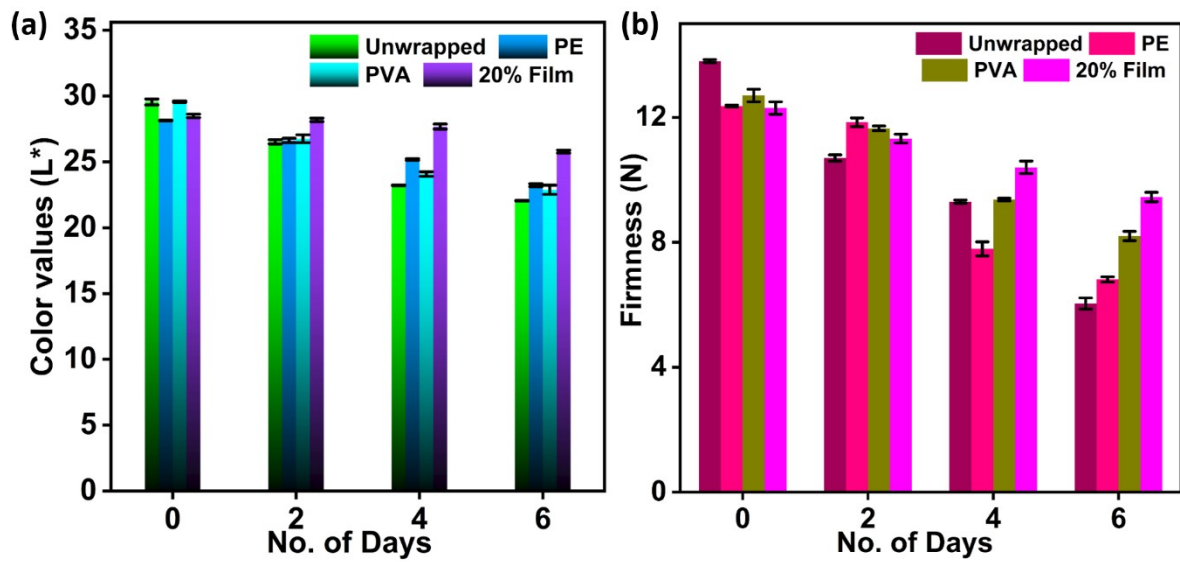 (a)
Unwrapped PE
PVA 20% Film
Color values (L*)
35
30
25
20
15
10
5
0
0 2 4 6
No. of Days
(b)
Unwrapped PE
PVA 20% Film
Firmness (N)
12
8
4
0
0 2 4 6
No. of Days